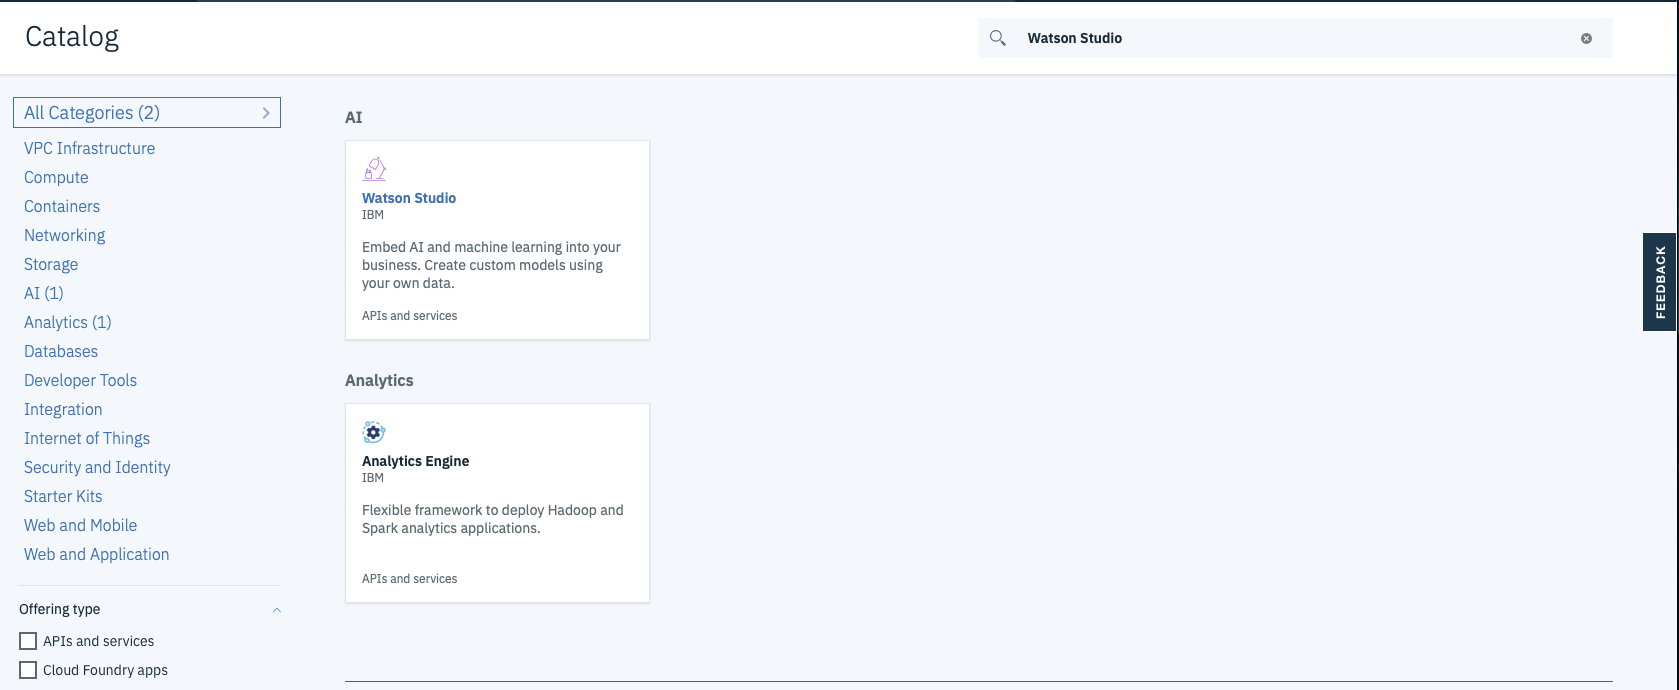 Catalog
Watson Studio
All Categories (2)
VPC Infrastructure
Compute
Containers
Networking
Storage
AI (1)
Analytics (1)
Databases
Developer Tools
Integration
Internet of Things
Security and Identity
Starter Kits
Web and Mobile
Web and Application
Offering type
APIs and services
Cloud Foundry apps
AI
Watson Studio
IBM
Embed AI and machine learning into your
business. Create custom models using
your own data.
APIs and services
Analytics
Analytics Engine
IBM
Flexible framework to deploy Hadoop and
Spark analytics applications.
APIs and services
FEEDBACK